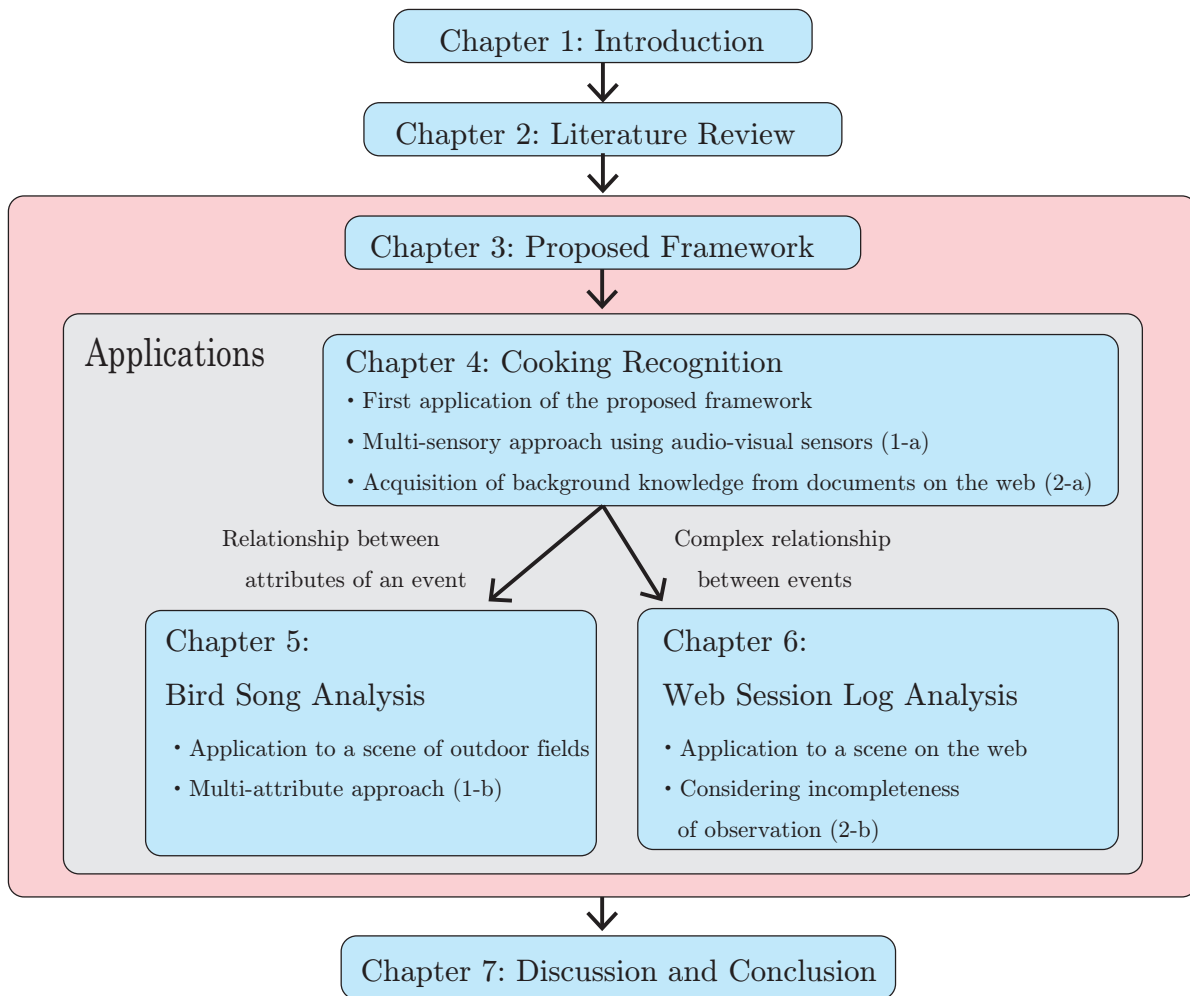 Chapter 1: Introduction
Chapter 2: Literature Review
Chapter 3: Proposed Framework
Applications
Chapter 4: Cooking Recognition
・First application of the proposed framework
・Multi-sensory approach using audio-visual sensors (1-a)
・Acquisition of background knowledge from documents on the web (2-a)
Relationship between
attributes of an event
Complex relationship
between events
Chapter 5:
Bird Song Analysis
・Application to a scene of outdoor fields
・Multi-attribute approach (1-b)
Chapter 6:
Web Session Log Analysis
・Application to a scene on the web
・Considering incompleteness
of observation (2-b)
Chapter 7: Discussion and Conclusion